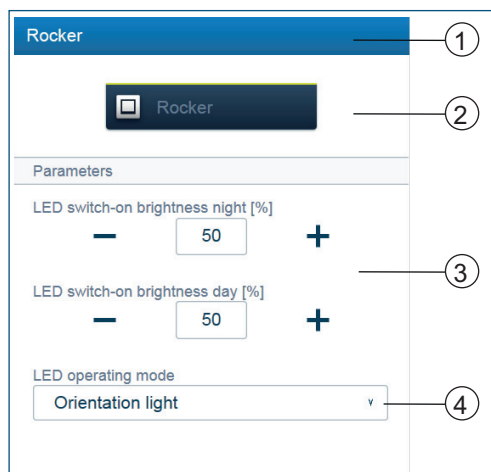 Rocker
1
Rocker
2
Parameters
LED switch-on brightness night [%]
− 50 +
3
LED switch-on brightness day [%]
− 50 +
LED operating mode
Orientation light
4